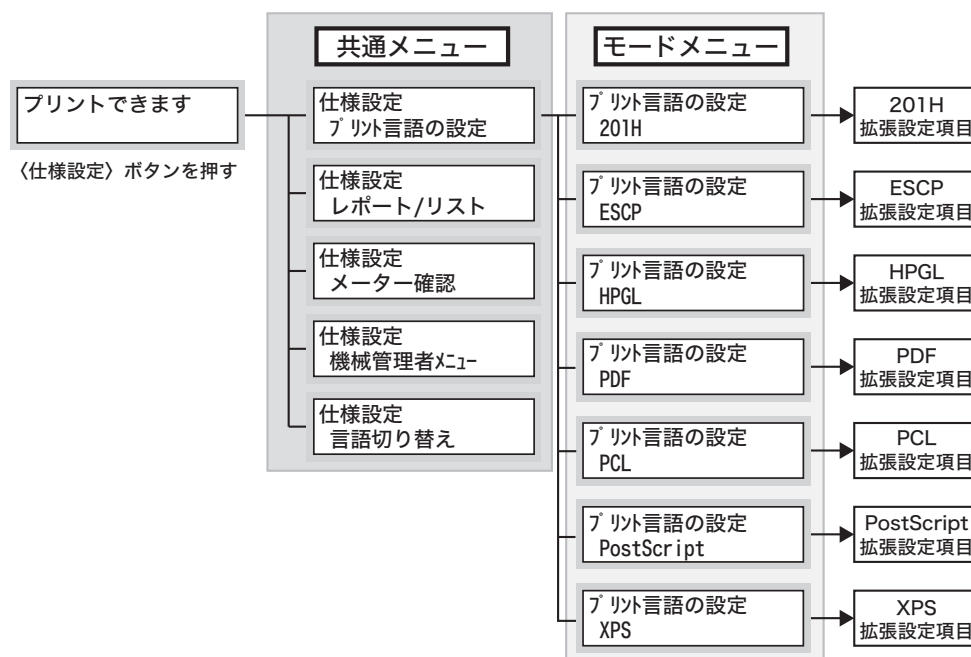 共通メニュー
モードメニュー
プリントできます
〈仕様設定〉ボタンを押す
仕様設定
プリント言語の設定
仕様設定
レポート/リスト
仕様設定
メーター確認
仕様設定
機械管理者メニュー
仕様設定
言語切り替え
プリント言語の設定
201H
プリント言語の設定
ESCP
プリント言語の設定
HPGL
プリント言語の設定
PDF
プリント言語の設定
PCL
プリント言語の設定
PostScript
プリント言語の設定
XPS
201H
拡張設定項目
ESCP
拡張設定項目
HPGL
拡張設定項目
PDF
拡張設定項目
PCL
拡張設定項目
PostScript
拡張設定項目
XPS
拡張設定項目